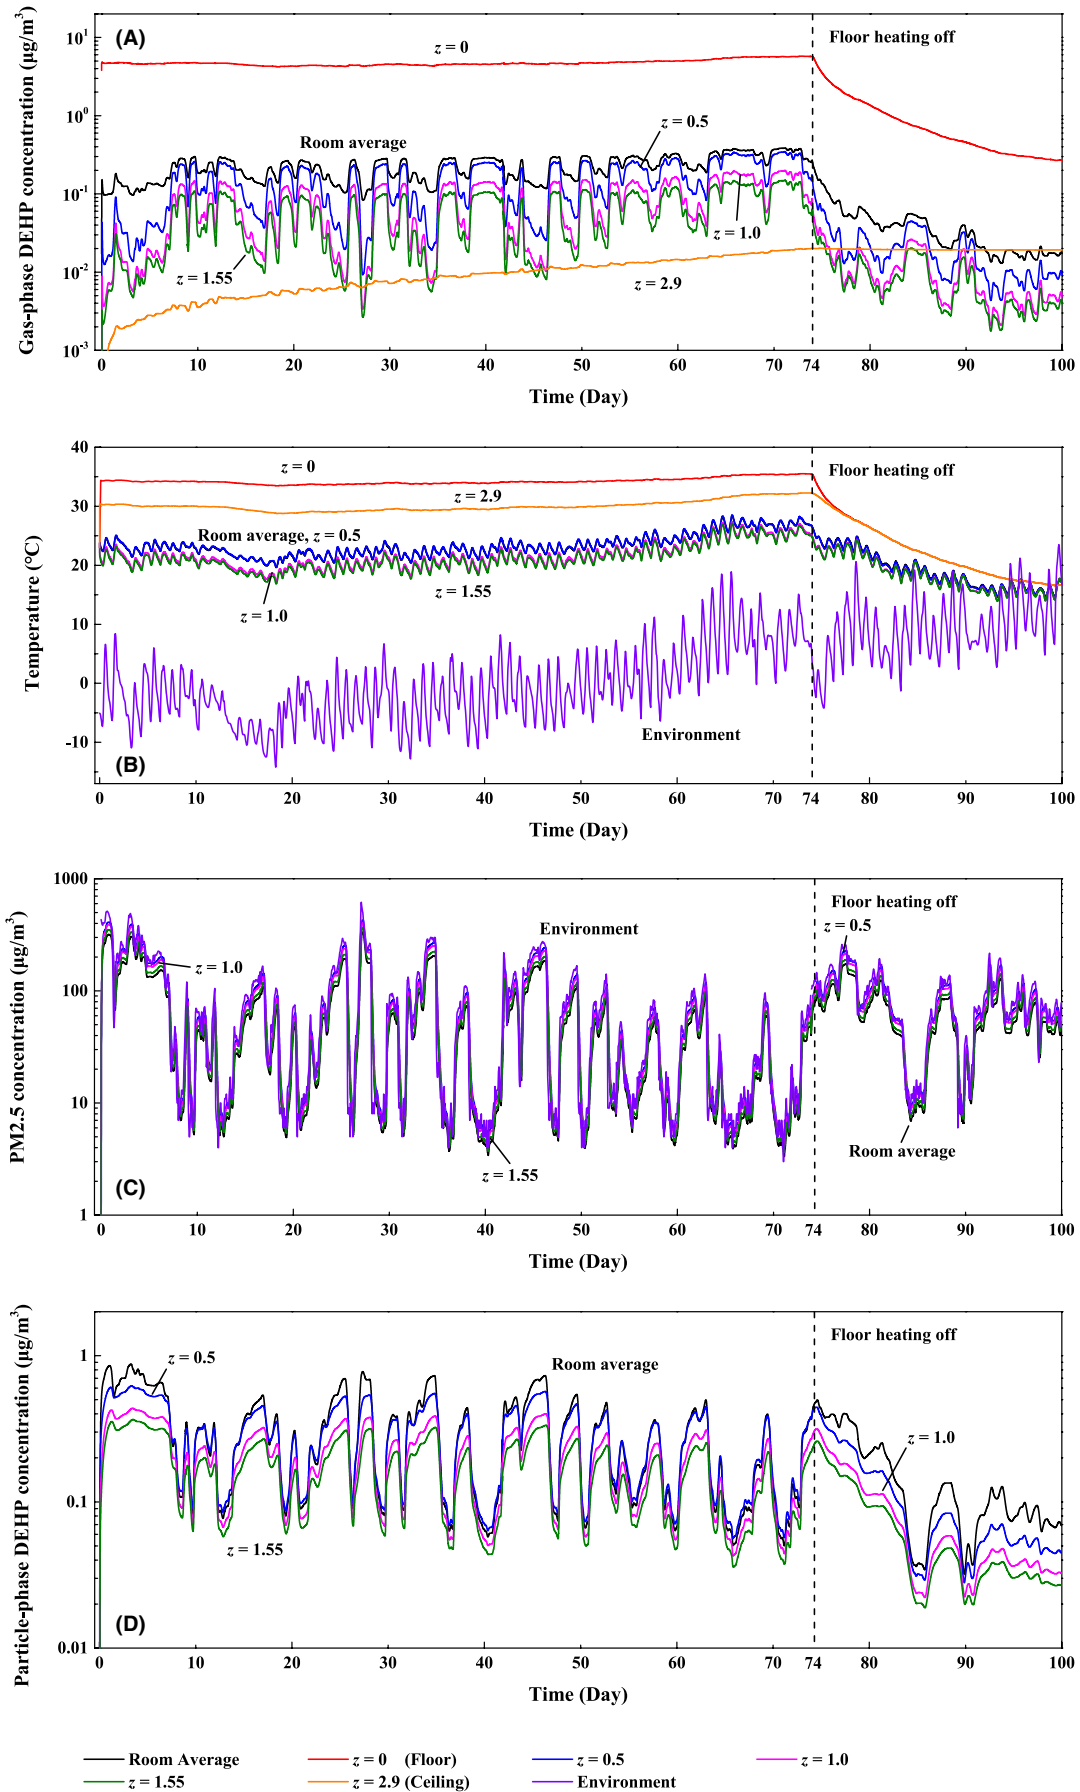 (A)
Floor heating off
z = 0
z = 0.5
Room average
z = 1.0
z = 1.55
z = 2.9
Gas-phase DEHP concentration (μg/m³)
10¹
10⁰
10⁻¹
10⁻²
10⁻³
0 10 20 30 40 50 60 70 74 80 90 100
Time (Day)
(B)
Floor heating off
z = 0
z = 2.9
Room average, z = 0.5
z = 1.0
z = 1.55
Environment
Temperature (°C)
40
30
20
10
0
-10
0 10 20 30 40 50 60 70 74 80 90 100
Time (Day)
(C)
Floor heating off
z = 0.5
Environment
z = 1.0
z = 1.55
Room average
PM2.5 concentration (μg/m³)
1000
100
10
1
0 10 20 30 40 50 60 70 74 80 90 100
Time (Day)
(D)
Floor heating off
z = 0.5
Room average
z = 1.0
z = 1.55
Particle-phase DEHP concentration (μg/m³)
1
0.1
0.01
0 10 20 30 40 50 60 70 74 80 90 100
Time (Day)
Room Average z = 0 (Floor) z = 0.5 z = 1.0
z = 1.55 z = 2.9 (Ceiling) Environment